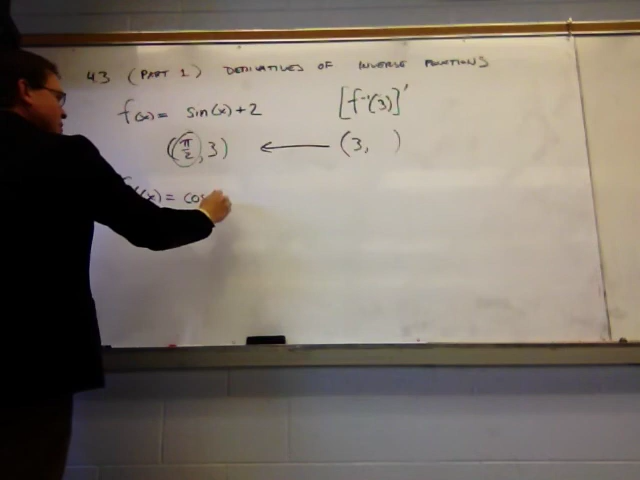 4.3 (PART 1) DERIVATIVES OF INVERSE FUNCTIONS
f(x) = sin(x)+2 [f⁻¹(3)]'
(π/2, 3) ← (3, )
f'(x) = cos